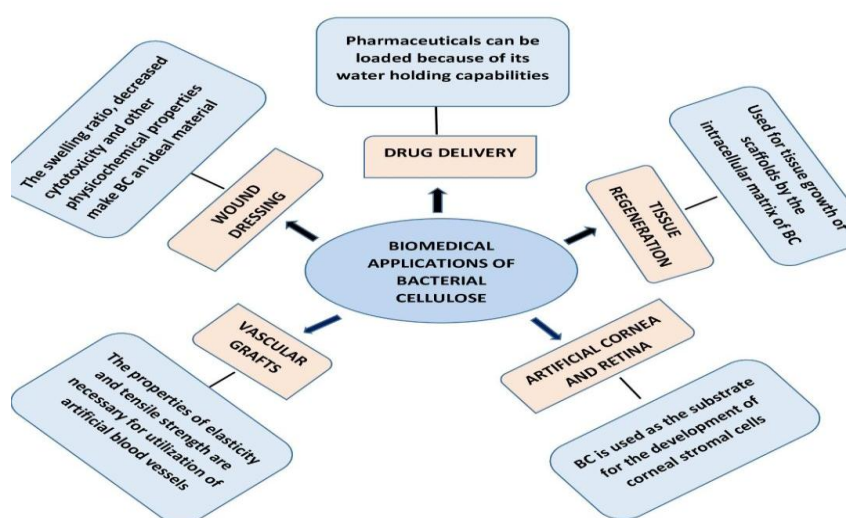 Pharmaceuticals can be
loaded because of its
water holding capabilities
DRUG DELIVERY
The swelling ratio, decreased
cytotoxicity and other
physicochemical properties
make BC an ideal material
WOUND
DRESSING
Used for tissue growth of
scaffolds by the
intracellular matrix of BC
TISSUE
REGENERATION
BIOMEDICAL
APPLICATIONS OF
BACTERIAL
CELLULOSE
VASCULAR
GRAFTS
The properties of elasticity
and tensile strength are
necessary for utilization of
artificial blood vessels
ARTIFICIAL CORNEA
AND RETINA
BC is used as the substrate
for the development of
corneal stromal cells